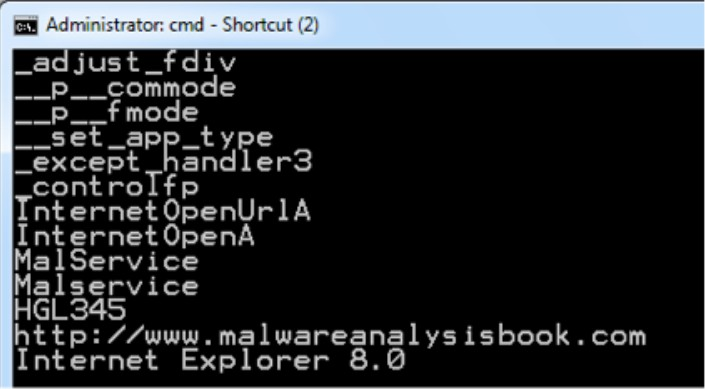 Administrator: cmd - Shortcut (2)
_adjust_fdiv
__p__commode
__p__fmode
__set_app_type
_except_handler3
_controlfp
InternetOpenUrlA
InternetOpenA
MalService
Malservice
HGL345
http://www.malwareanalysisbook.com
Internet Explorer 8.0